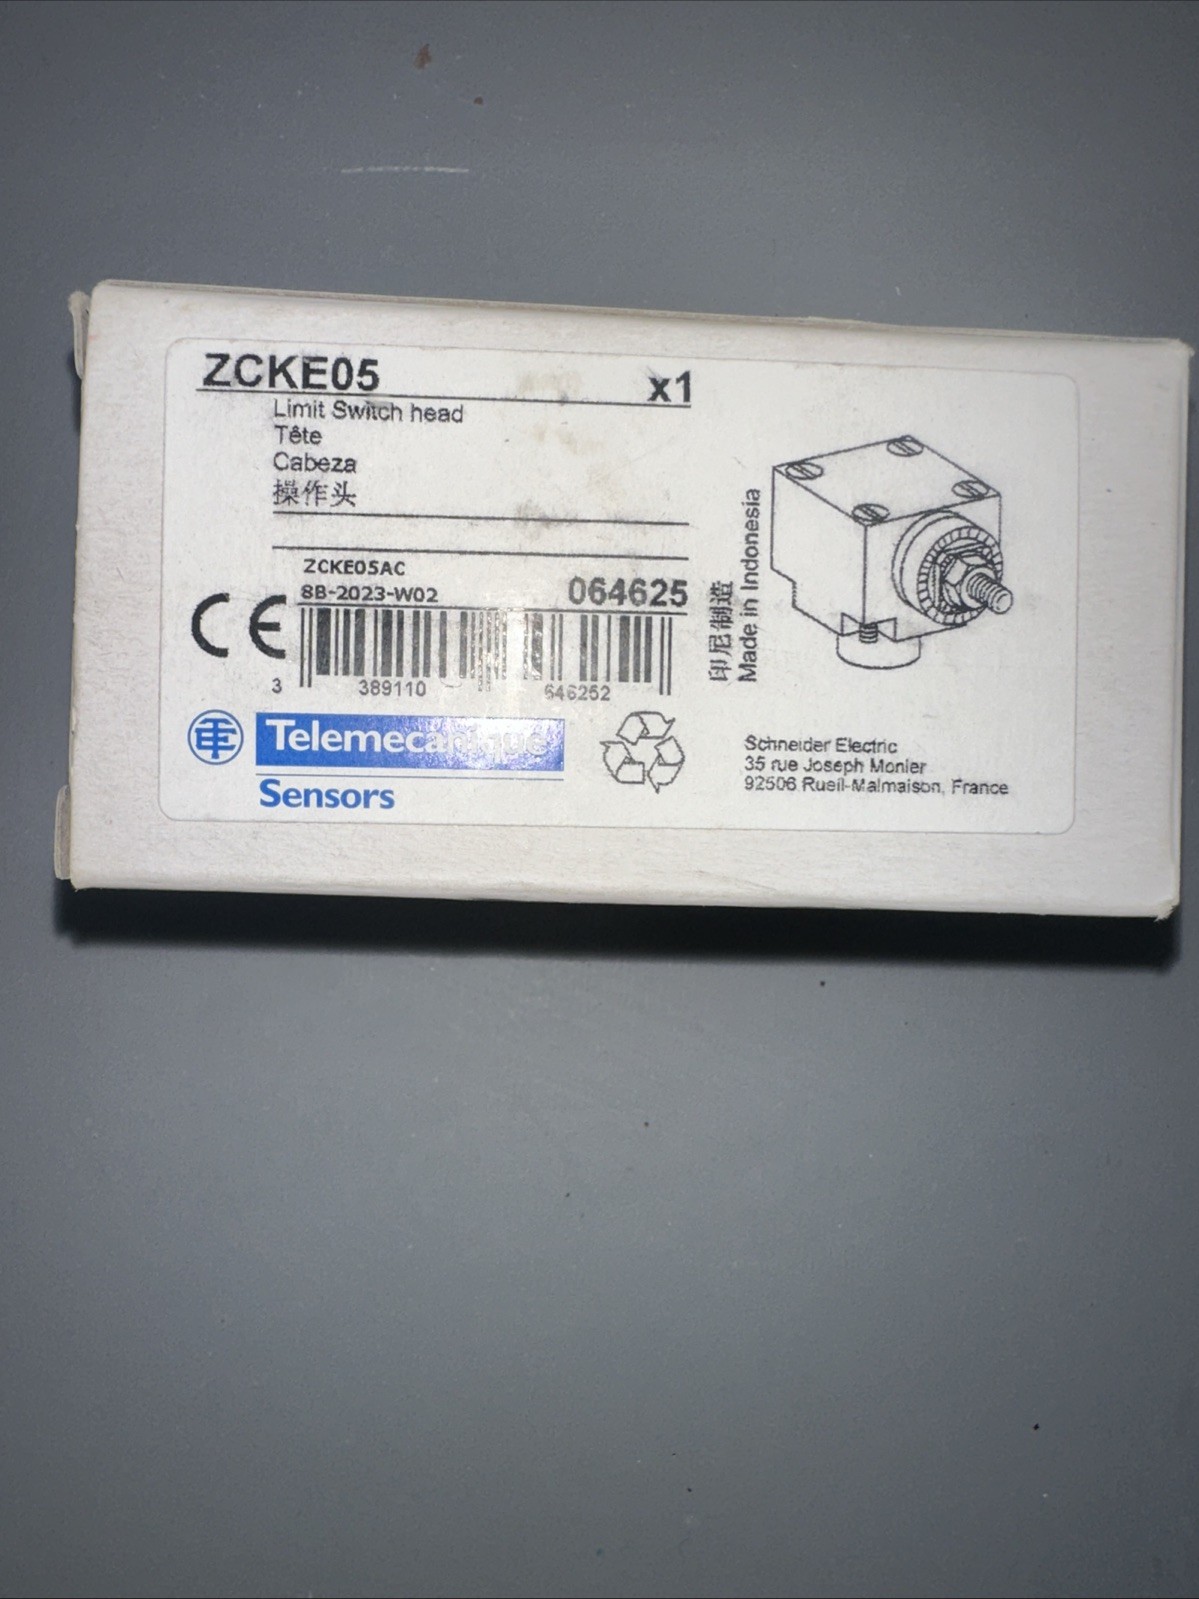 ZCKE05 x1
Limit Switch head
Tête
Cabeza
操作头
ZCKE05AC
8B-2023-W02 064625
CE
3 389110 646252
Telemecanique
Sensors
印尼制造
Made in Indonesia
Schneider Electric
35 rue Joseph Monier
92506 Rueil-Malmaison, France